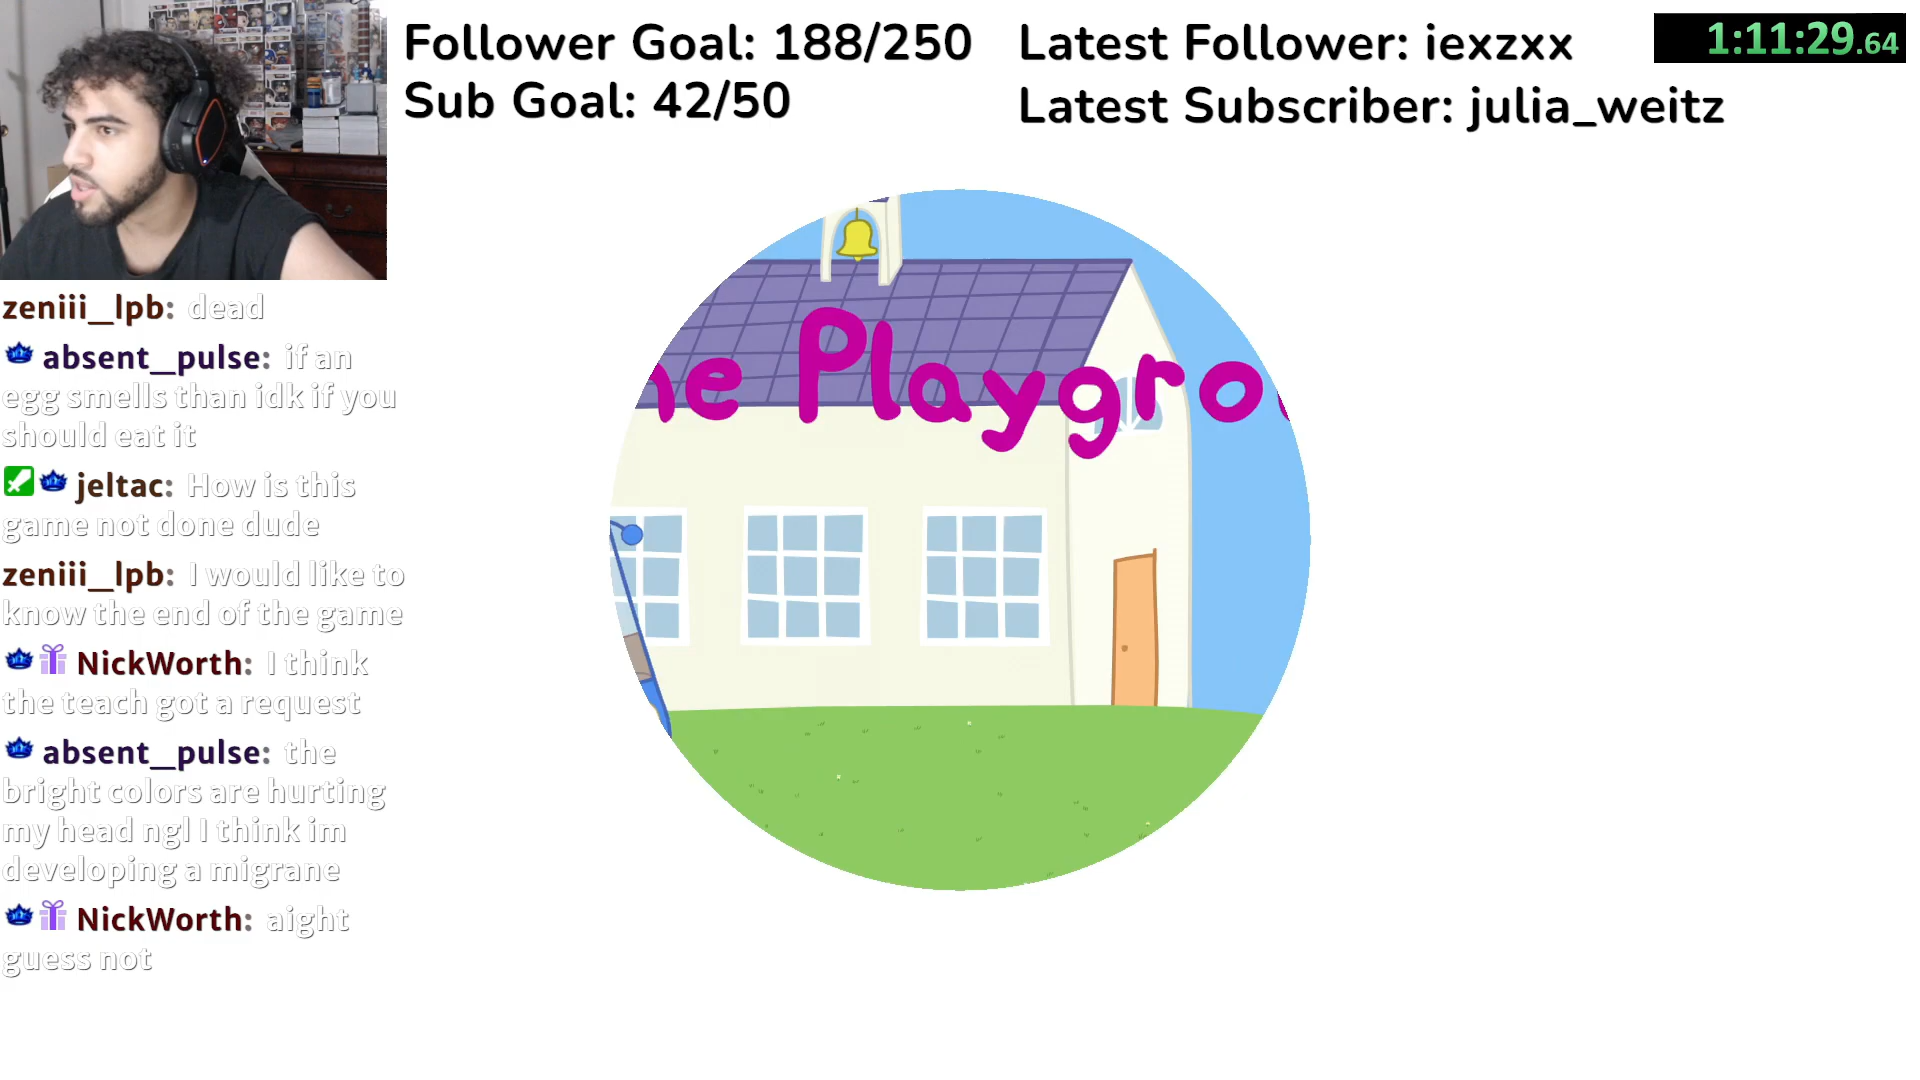 Follower Goal: 188/250
Sub Goal: 42/50
Latest Follower: iexzxx
Latest Subscriber: julia_weitz
1:11:29.64
zeniii_lpb: dead
absent_pulse: if an
egg smells than idk if you
should eat it
jeltac: How is this
game not done dude
zeniii_lpb: I would like to
know the end of the game
NickWorth: I think
the teach got a request
absent_pulse: the
bright colors are hurting
my head ngl I think im
developing a migrane
NickWorth: aight
guess not
he Playgro